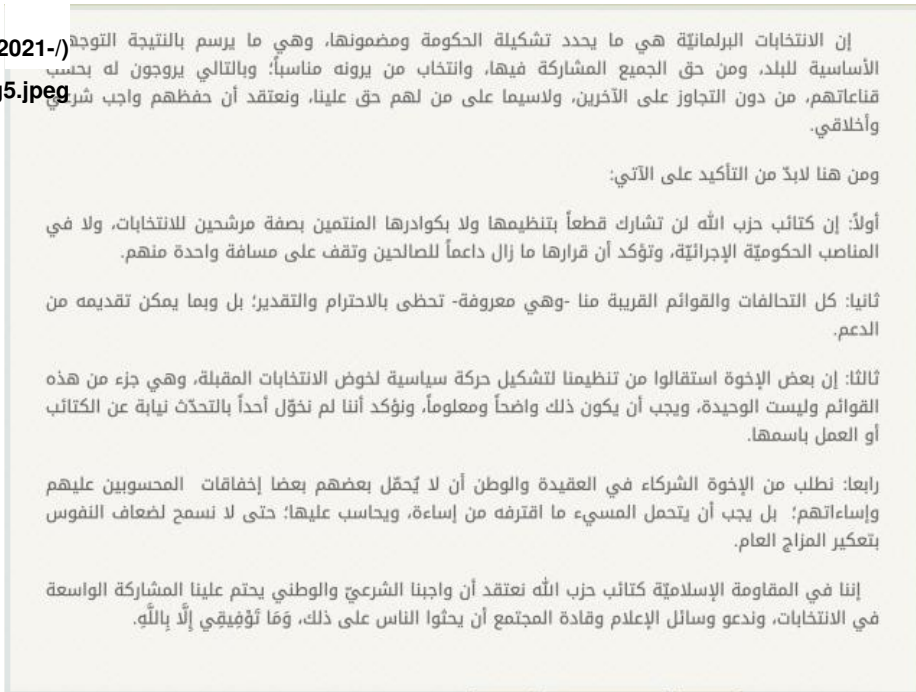 2021-/)
g5.jpeg
إن الانتخابات البرلمانيّة هي ما يحدد تشكيلة الحكومة ومضمونها، وهي ما يرسم بالنتيجة
الأساسية للبلد، ومن حق الجميع المشاركة فيها، وانتخاب من يرونه مناسباً؛ وبالتالي يروجون له بحسب
قناعاتهم، من دون التجاوز على الآخرين، ولاسيما على من لهم حق علينا، ونعتقد أن حفظهم واجب
وأخلاقي.
ومن هنا لابدّ من التأكيد على الآتي:
أولاً: إن كتائب حزب الله لن تشارك قطعاً بتنظيمها ولا بكوادرها المنتمين بصفة مرشحين للانتخابات، ولا في
المناصب الحكوميّة الإجرائيّة، وتؤكد أن قرارها ما زال داعماً للصالحين وتقف على مسافة واحدة منهم.
ثانيا: كل التحالفات والقوائم القريبة منا -وهي معروفة- تحظى بالاحترام والتقدير؛ بل وبما يمكن تقديمه من
الدعم.
ثالثا: إن بعض الإخوة استقالوا من تنظيمنا لتشكيل حركة سياسية لخوض الانتخابات المقبلة، وهي جزء من هذه
القوائم وليست الوحيدة، ويجب أن يكون ذلك واضحاً ومعلوماً، ونؤكد أننا لم نخوّل أحداً بالتحدّث نيابة عن الكتائب
أو العمل باسمها.
رابعا: نطلب من الإخوة الشركاء في العقيدة والوطن أن لا يُحمّل بعضهم بعضا إخفاقات المحسوبين عليهم
وإساءاتهم؛ بل يجب أن يتحمل المسيء ما اقترفه من إساءة، ويحاسب عليها؛ حتى لا نسمح لضعاف النفوس
بتعكير المزاج العام.
إننا في المقاومة الإسلاميّة كتائب حزب الله نعتقد أن واجبنا الشرعيّ والوطني يحتم علينا المشاركة الواسعة
في الانتخابات، وندعو وسائل الإعلام وقادة المجتمع أن يحثوا الناس على ذلك، وَمَا تَوْفِيقِي إِلَّا بِاللَّهِ.